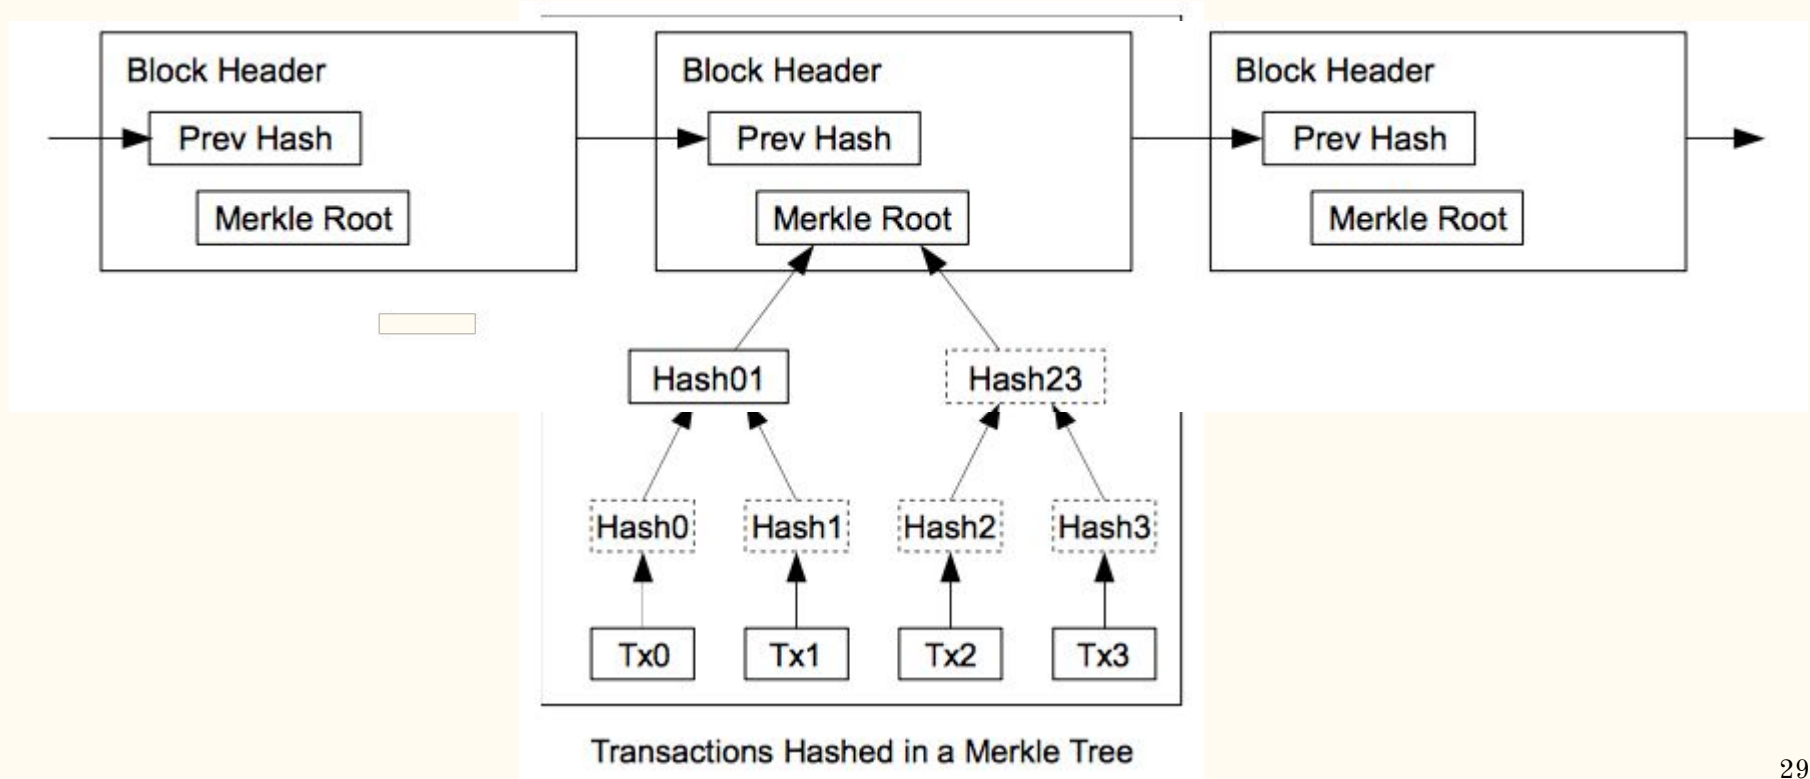 Block Header Block Header Block Header
Prev Hash Prev Hash Prev Hash
Merkle Root Merkle Root Merkle Root
Hash01 Hash23
Hash0 Hash1 Hash2 Hash3
Tx0 Tx1 Tx2 Tx3
Transactions Hashed in a Merkle Tree
29